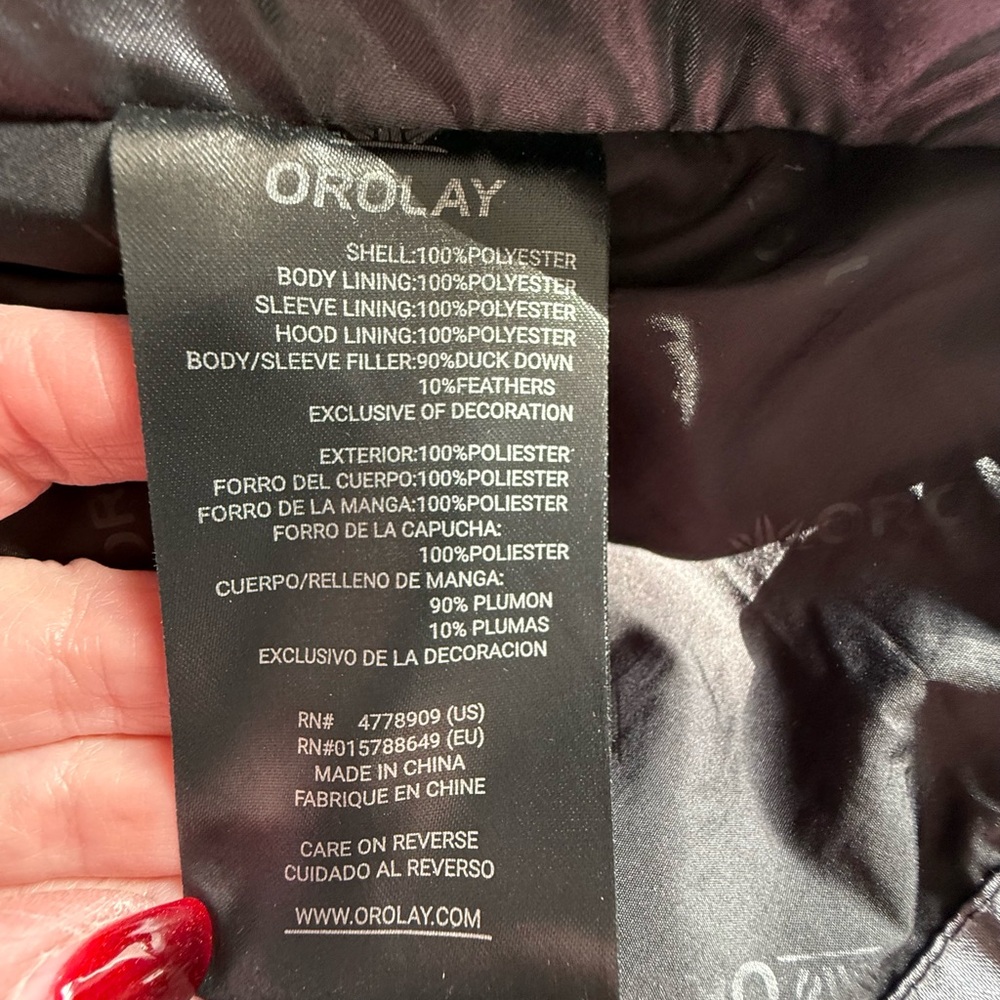 OROLAY
SHELL:100%POLYESTER
BODY LINING:100%POLYESTER
SLEEVE LINING:100%POLYESTER
HOOD LINING:100%POLYESTER
BODY/SLEEVE FILLER:90%DUCK DOWN
10%FEATHERS
EXCLUSIVE OF DECORATION
EXTERIOR:100%POLIESTER
FORRO DEL CUERPO:100%POLIESTER
FORRO DE LA MANGA:100%POLIESTER
FORRO DE LA CAPUCHA:
100%POLIESTER
CUERPO/RELLENO DE MANGA:
90% PLUMON
10% PLUMAS
EXCLUSIVO DE LA DECORACION
RN# 4778909 (US)
RN#015788649 (EU)
MADE IN CHINA
FABRIQUE EN CHINE
CARE ON REVERSE
CUIDADO AL REVERSO
WWW.OROLAY.COM